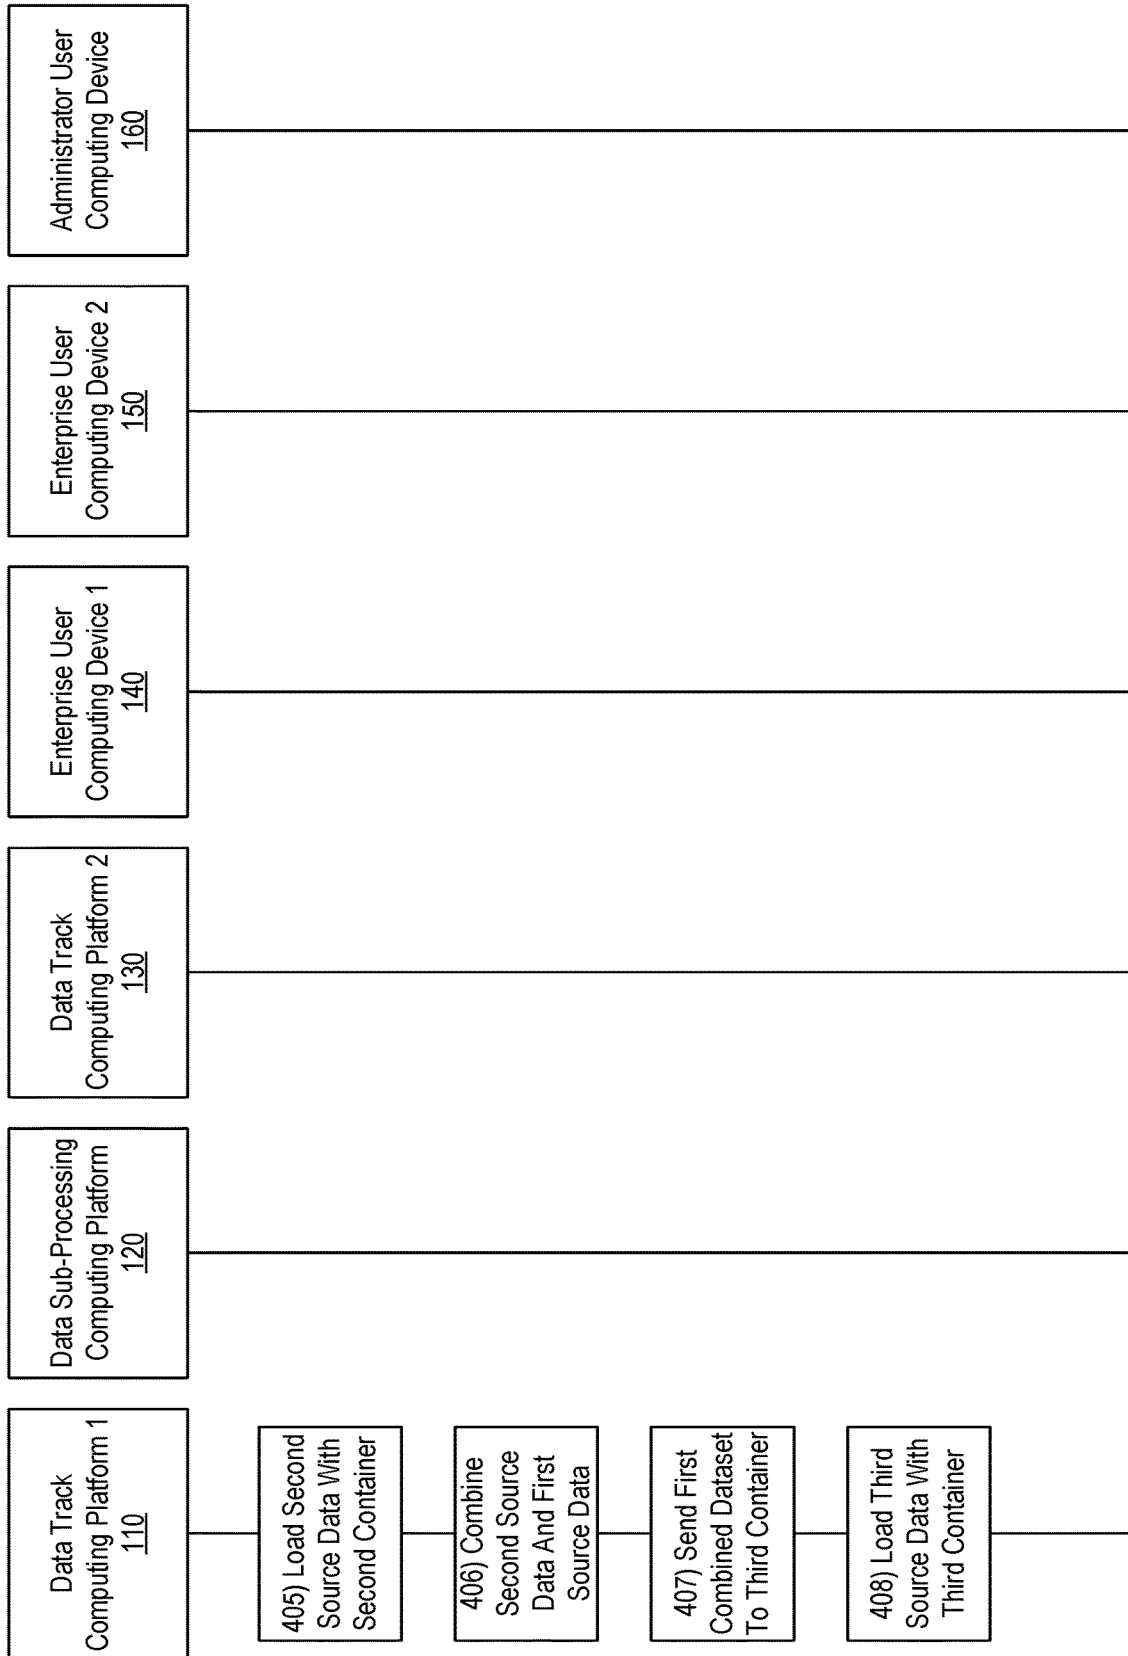 Data Track
Computing Platform 1
110
Data Sub-Processing
Computing Platform
120
Data Track
Computing Platform 2
130
Enterprise User
Computing Device 1
140
Enterprise User
Computing Device 2
150
Administrator User
Computing Device
160
405) Load Second
Source Data With
Second Container
406) Combine
Second Source
Data And First
Source Data
407) Send First
Combined Dataset
To Third Container
408) Load Third
Source Data With
Third Container